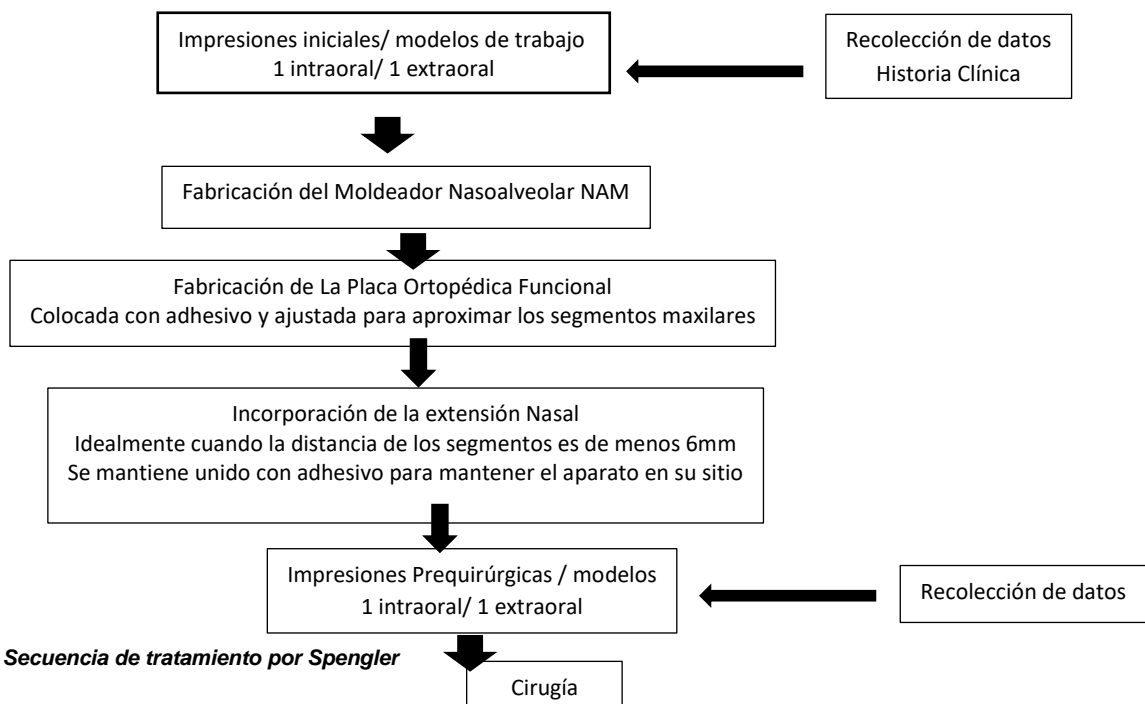 Impresiones iniciales/ modelos de trabajo
1 intraoral/ 1 extraoral
Recolección de datos
Historia Clínica
Fabricación del Moldeador Nasoalveolar NAM
Fabricación de La Placa Ortopédica Funcional
Colocada con adhesivo y ajustada para aproximar los segmentos maxilares
Incorporación de la extensión Nasal
Idealmente cuando la distancia de los segmentos es de menos 6mm
Se mantiene unido con adhesivo para mantener el aparato en su sitio
Impresiones Prequirúrgicas / modelos
1 intraoral/ 1 extraoral
Recolección de datos
Secuencia de tratamiento por Spengler
Cirugía